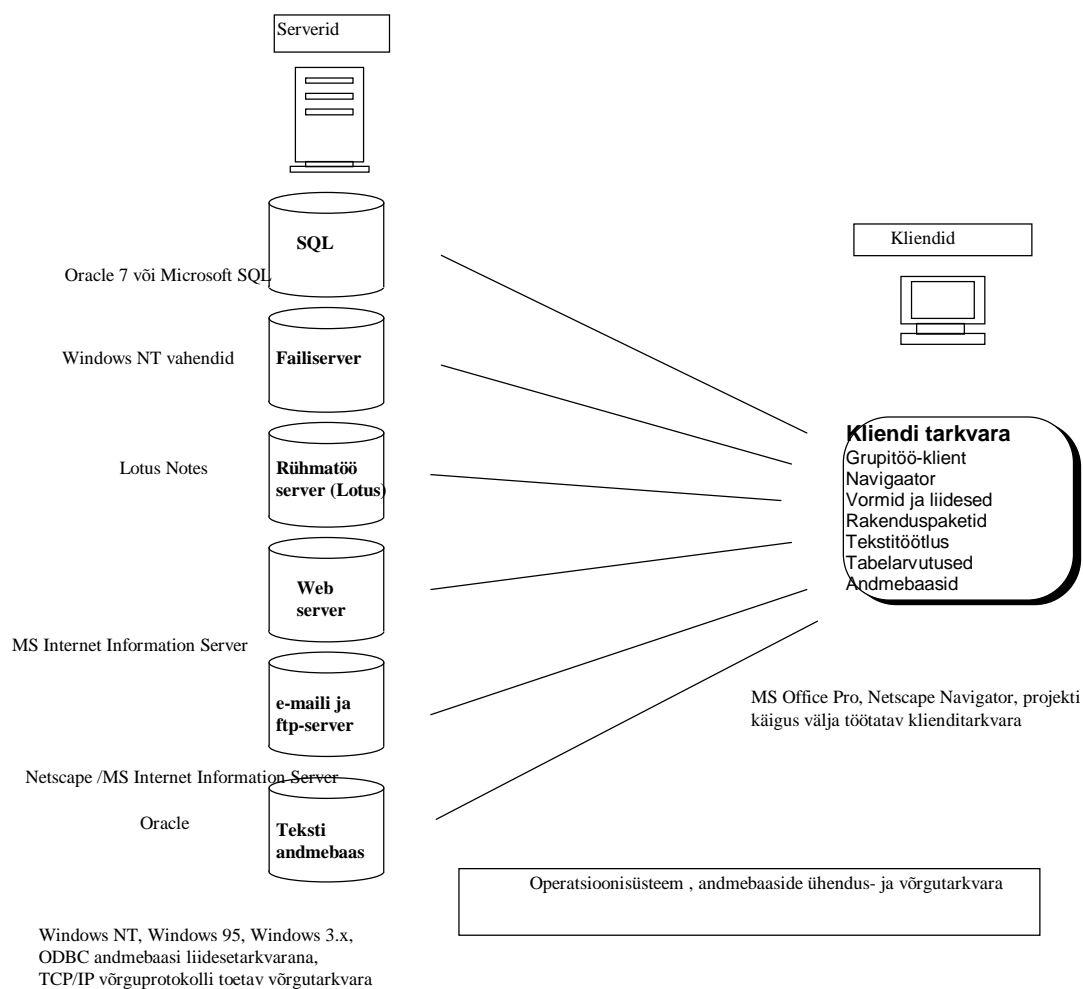 Serverid
SQL
Oracle 7 või Microsoft SQL
Kliendid
Windows NT vahendid
Failiserver
Lotus Notes
Rühmatöö
server (Lotus)
Kliendi tarkvara
Grupitöö-klient
Navigaator
Vormid ja liidesed
Rakenduspaketid
Tekstitöötlus
Tabelarvutused
Andmebaasid
Web
server
MS Internet Information Server
e-maili ja
ftp-server
MS Office Pro, Netscape Navigator, projekti
käigus välja töötatav klienditarkvara
Netscape /MS Internet Information Server
Oracle
Teksti
andmebaas
Operatsioonisüsteem , andmebaaside ühendus- ja võrgutarkvara
Windows NT, Windows 95, Windows 3.x,
ODBC andmebaasi liidesetarkvarana,
TCP/IP võrguprotokolli toetav võrgutarkvara